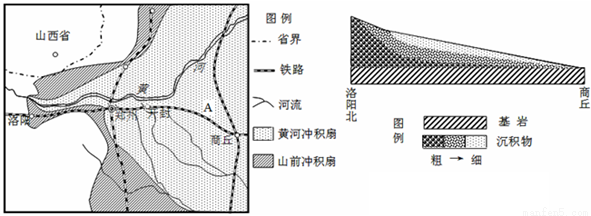 图 例
山西省
省界
铁路
河流
黄河冲积扇
山前冲积扇
黄
河
洛阳
郑州
开封
A
商丘
洛阳北
商丘
图例
基 岩
沉积物
粗 → 细